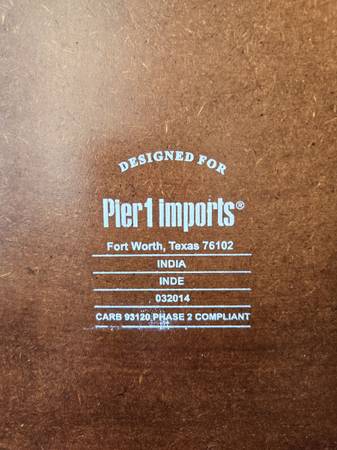 DESIGNED FOR
Pier1 imports®
Fort Worth, Texas 76102
INDIA
INDE
032014
CARB 93120 PHASE 2 COMPLIANT